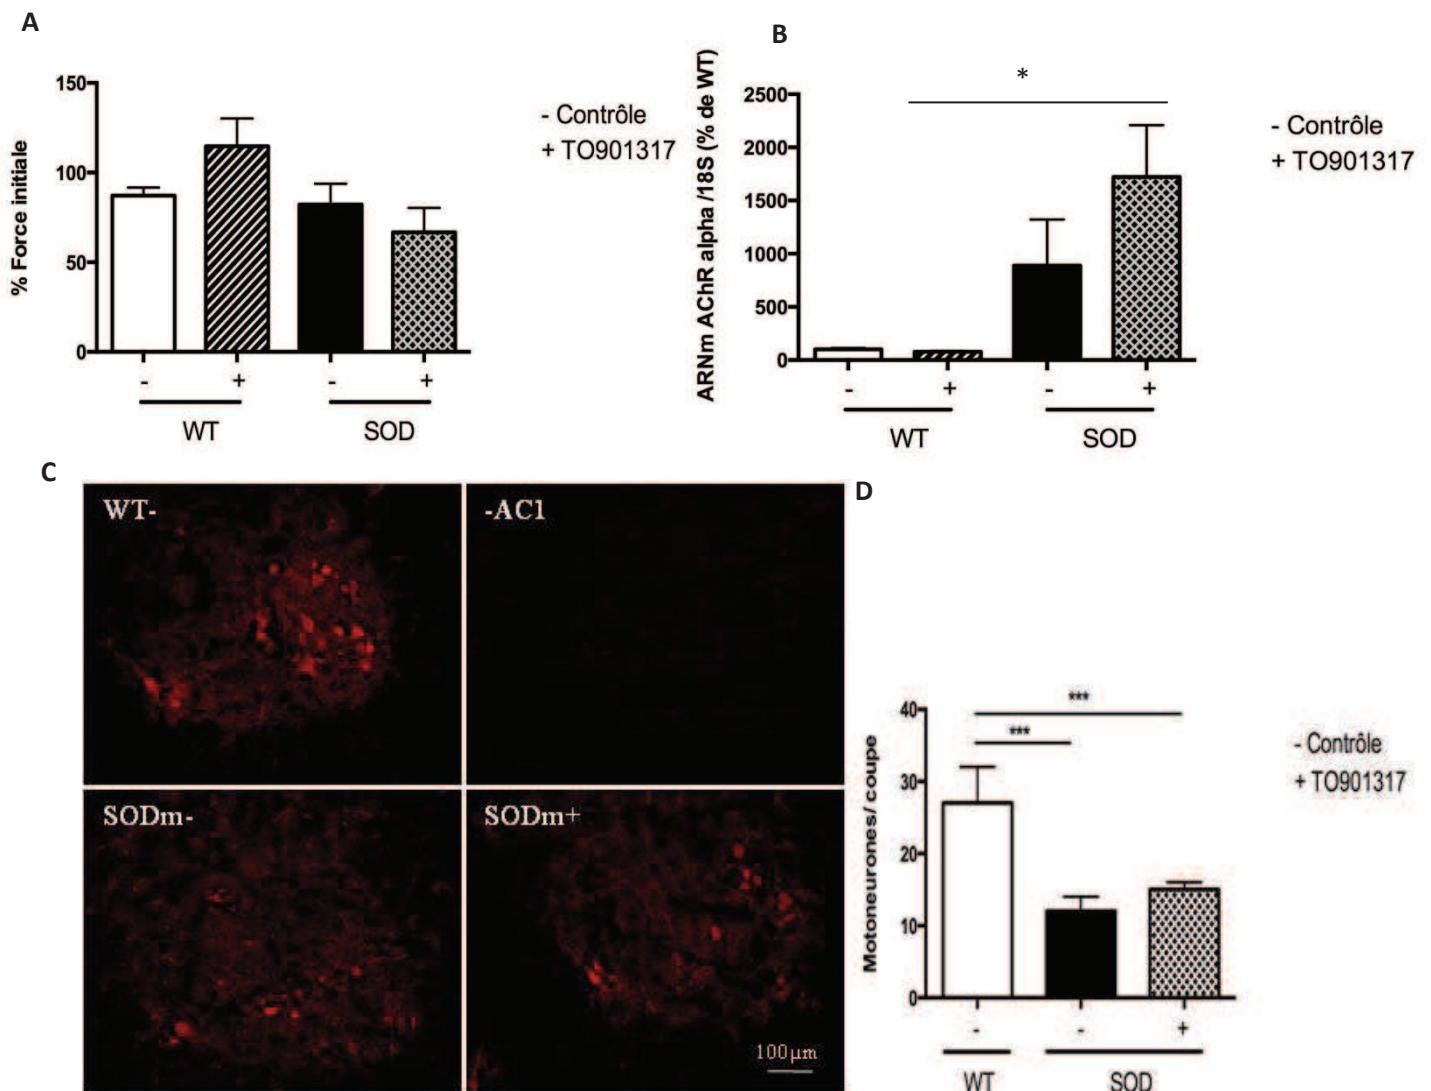 A
% Force initiale
150
100
50
0
- + - +
WT SOD
- Contrôle
+ TO901317
B
*
ARNm AChR alpha /18S (% de WT)
2500
2000
1500
1000
500
0
- + - +
WT SOD
- Contrôle
+ TO901317
C
WT-
-AC1
SODm-
SODm+
100µm
D
***
***
Motoneurones/ coupe
40
30
20
10
0
- - +
WT SOD
- Contrôle
+ TO901317